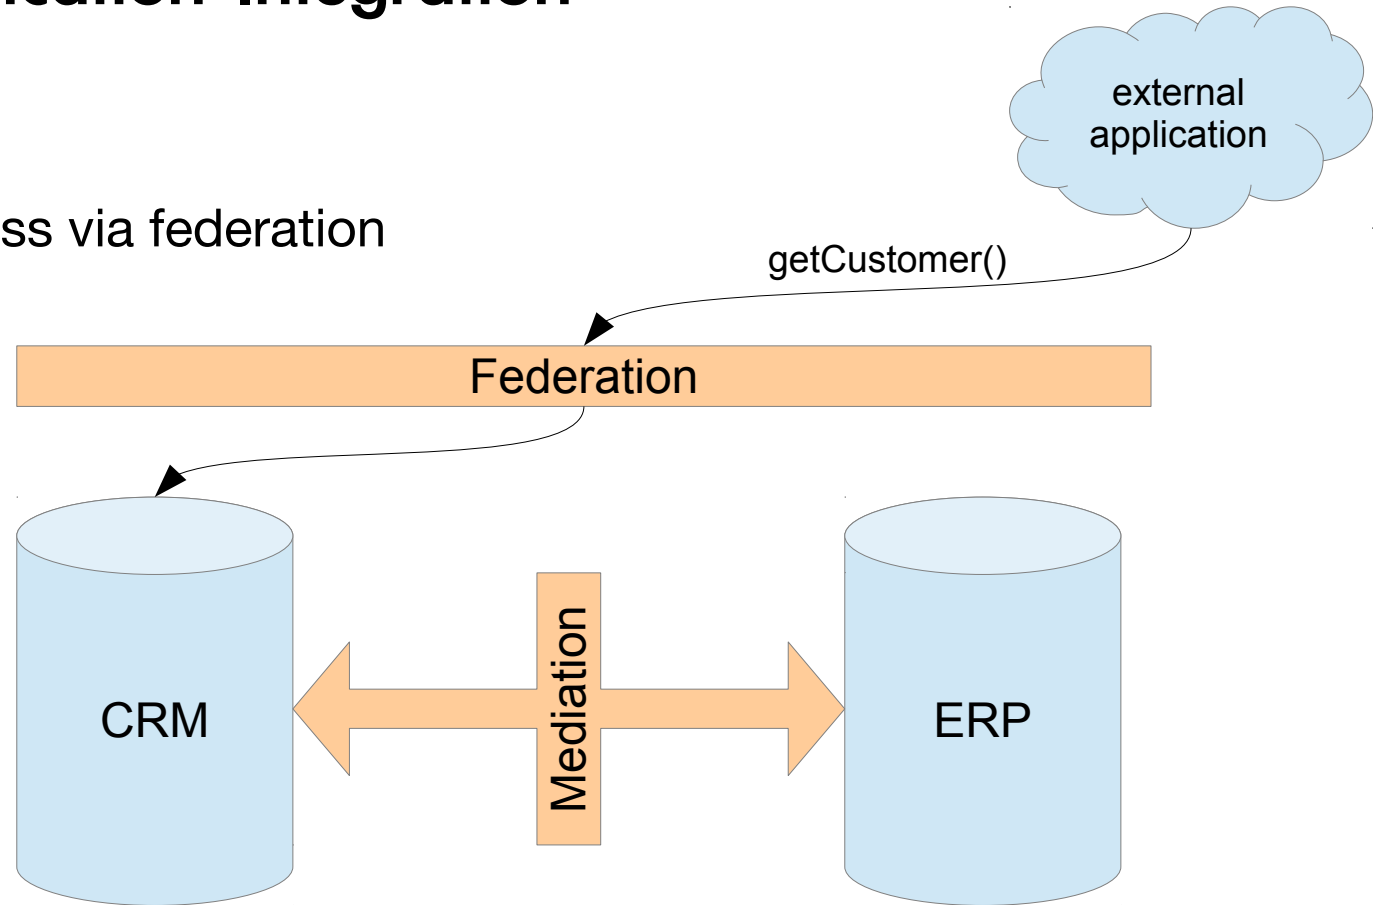 external
application
ss via federation
getCustomer()
Federation
CRM
Mediation
ERP